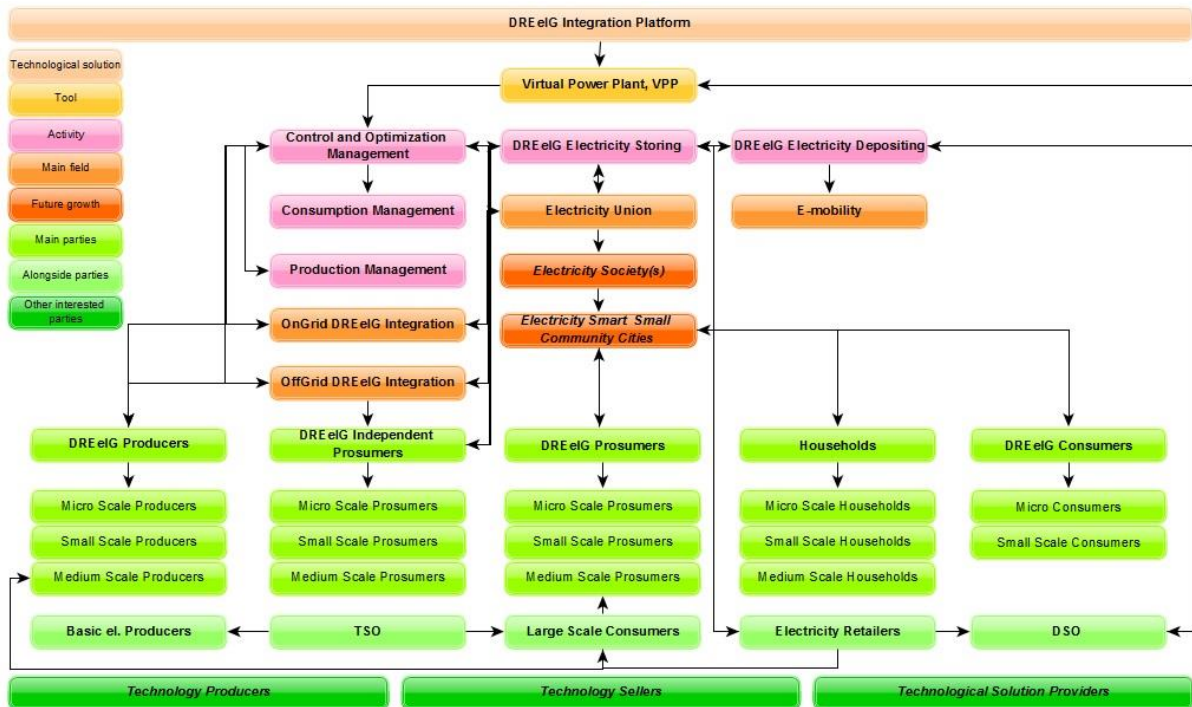 DREeIG Integration Platform
Technological solution
Tool
Activity
Main field
Future growth
Main parties
Alongside parties
Other interested
parties
Virtual Power Plant, VPP
Control and Optimization
Management
DREeIG Electricity Storing
DREeIG Electricity Depositing
Consumption Management
Electricity Union
E-mobility
Production Management
Electricity Society(s)
OnGrid DREeIG Integration
Electricity Smart Small
Community Cities
OffGrid DREeIG Integration
DREeIG Producers
DREeIG Independent
Prosumers
DREeIG Prosumers
Households
DREeIG Consumers
Micro Scale Producers
Micro Scale Prosumers
Micro Scale Prosumers
Micro Scale Households
Micro Consumers
Small Scale Producers
Small Scale Prosumers
Small Scale Prosumers
Small Scale Households
Small Scale Consumers
Medium Scale Producers
Medium Scale Prosumers
Medium Scale Prosumers
Medium Scale Households
Basic el. Producers
TSO
Large Scale Consumers
Electricity Retailers
DSO
Technology Producers
Technology Sellers
Technological Solution Providers